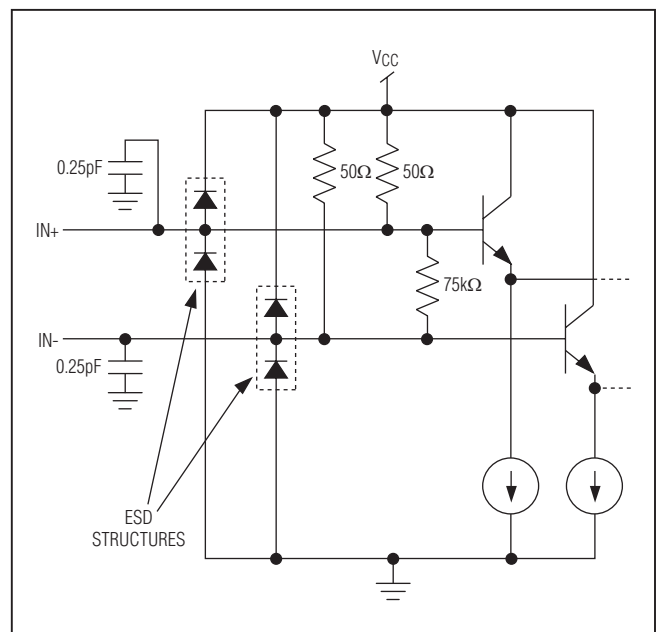 VCC
0.25pF
50Ω
50Ω
IN+
75kΩ
IN-
0.25pF
ESD
STRUCTURES